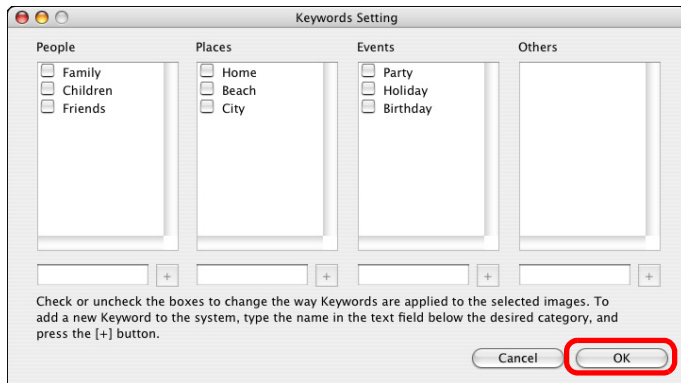 Keywords Setting
People Places Events Others
Family Home Party
Children Beach Holiday
Friends City Birthday
+ + + +
Check or uncheck the boxes to change the way Keywords are applied to the selected images. To
add a new Keyword to the system, type the name in the text field below the desired category, and
press the [+] button.
Cancel OK